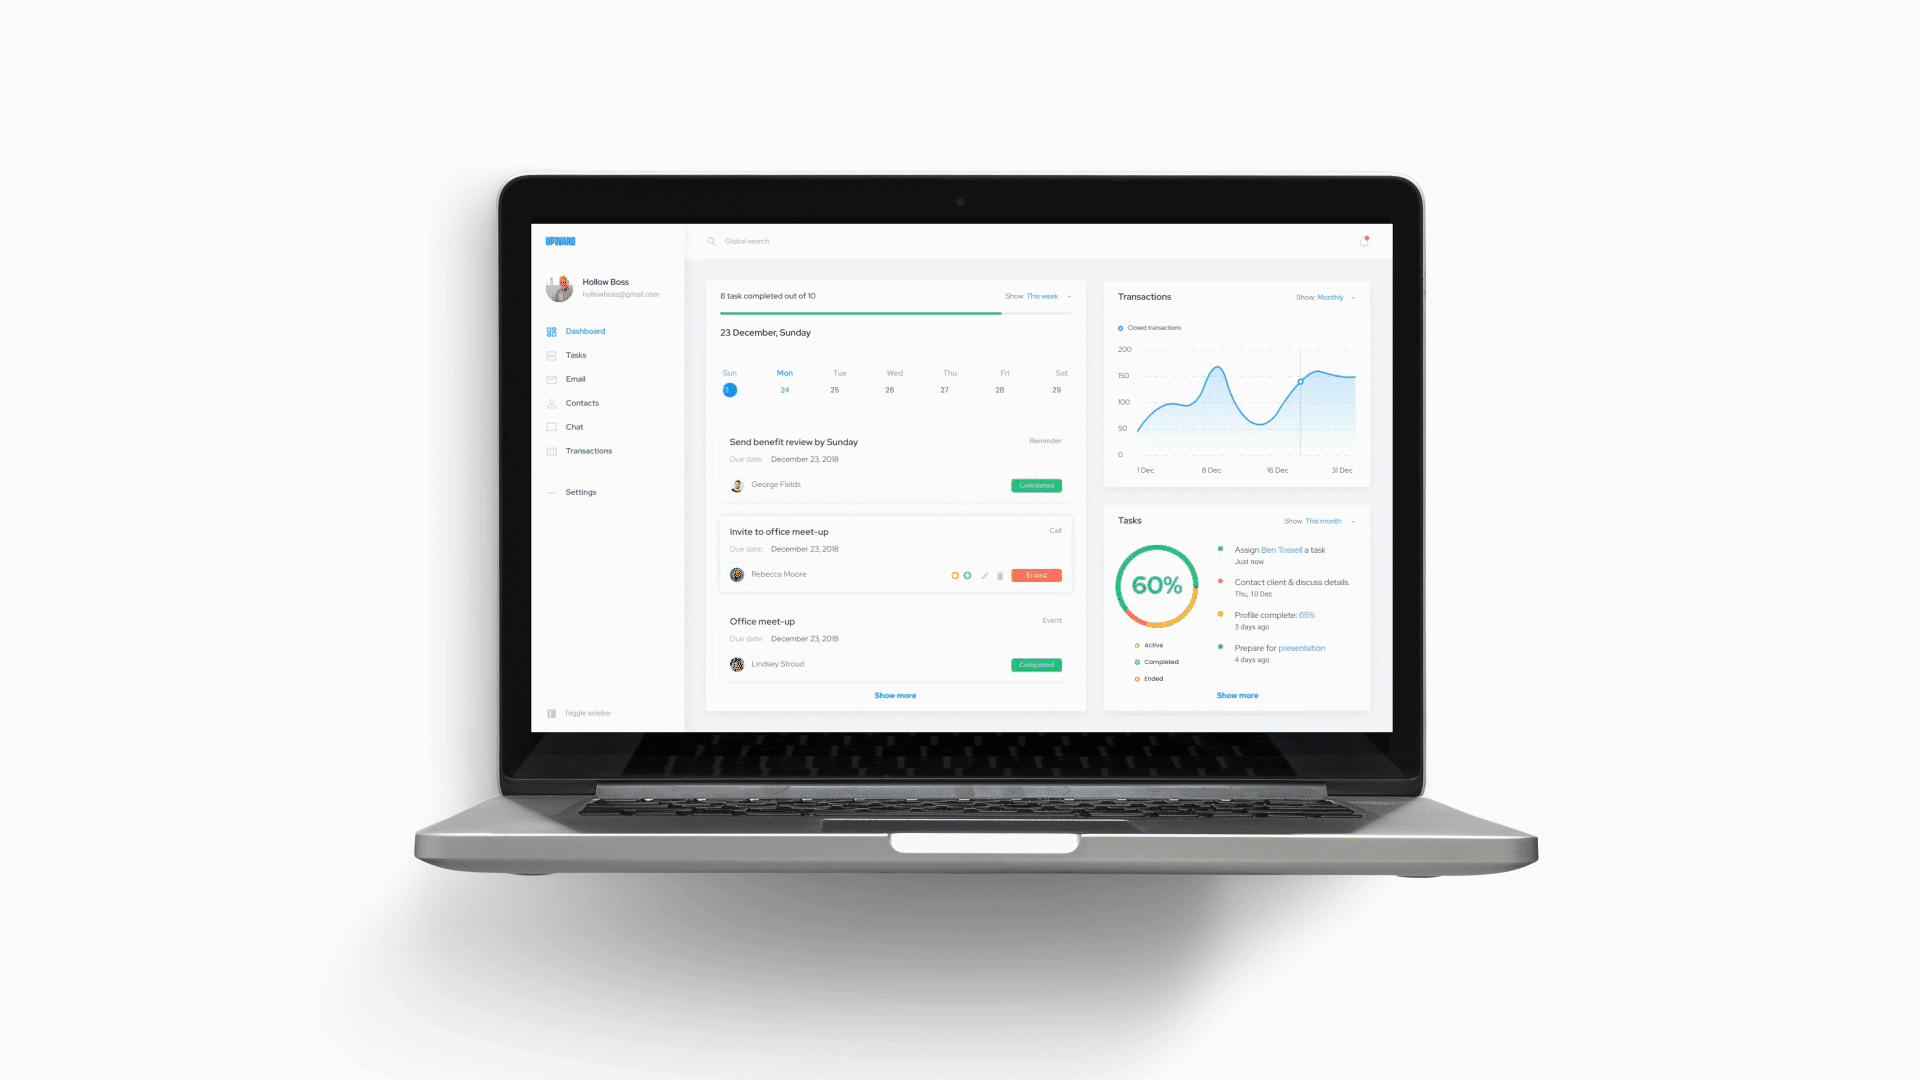 UPWARD
Global search
Hollow Boss
hollowboss@gmail.com
Dashboard
Tasks
Email
Contacts
Chat
Transactions
Settings
Toggle sidebar
8 task completed out of 10
Show: This week
23 December, Sunday
Sun Mon Tue Wed Thu Fri Sat
24 25 26 27 28 29
Send benefit review by Sunday
Reminder
Due date: December 23, 2018
George Fields
Completed
Invite to office meet-up
Call
Due date: December 23, 2018
Rebecca Moore
Ended
Office meet-up
Event
Due date: December 23, 2018
Lindsey Stroud
Completed
Show more
Transactions
Show: Monthly
Closed transactions
200
150
100
50
0
1 Dec 8 Dec 16 Dec 31 Dec
Tasks
Show: This month
60%
Active
Completed
Ended
Assign Ben Tossell a task
Just now
Contact client & discuss details.
Thu, 10 Dec
Profile complete: 65%
3 days ago
Prepare for presentation
4 days ago
Show more